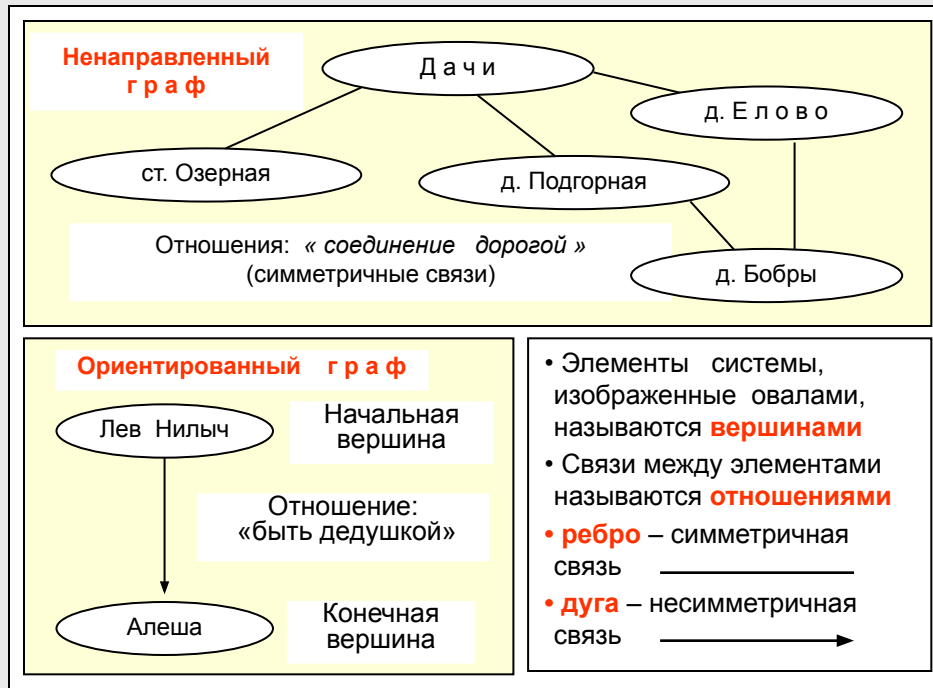 Ненаправленный
г р а ф
Д а ч и
д. Е л о в о
ст. Озерная
д. Подгорная
Отношения: « соединение дорогой »
(симметричные связи)
д. Бобры
Ориентированный г р а ф
Лев Нилыч
Начальная
вершина
Отношение:
«быть дедушкой»
Алеша
Конечная
вершина
• Элементы системы,
изображенные овалами,
называются вершинами
• Связи между элементами
называются отношениями
• ребро – симметричная
связь
• дуга – несимметричная
связь